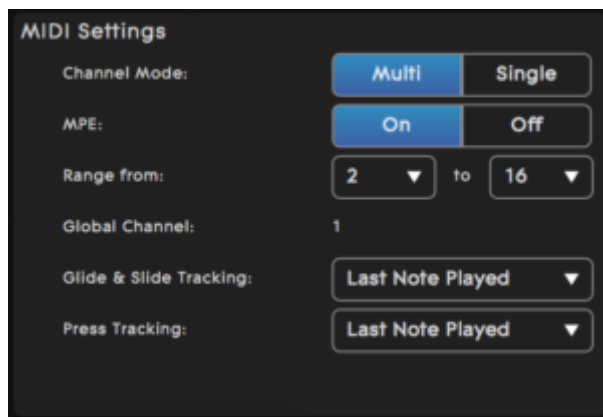 MIDI Settings
Channel Mode: Multi Single
MPE: On Off
Range from: 2 to 16
Global Channel: 1
Glide & Slide Tracking: Last Note Played
Press Tracking: Last Note Played